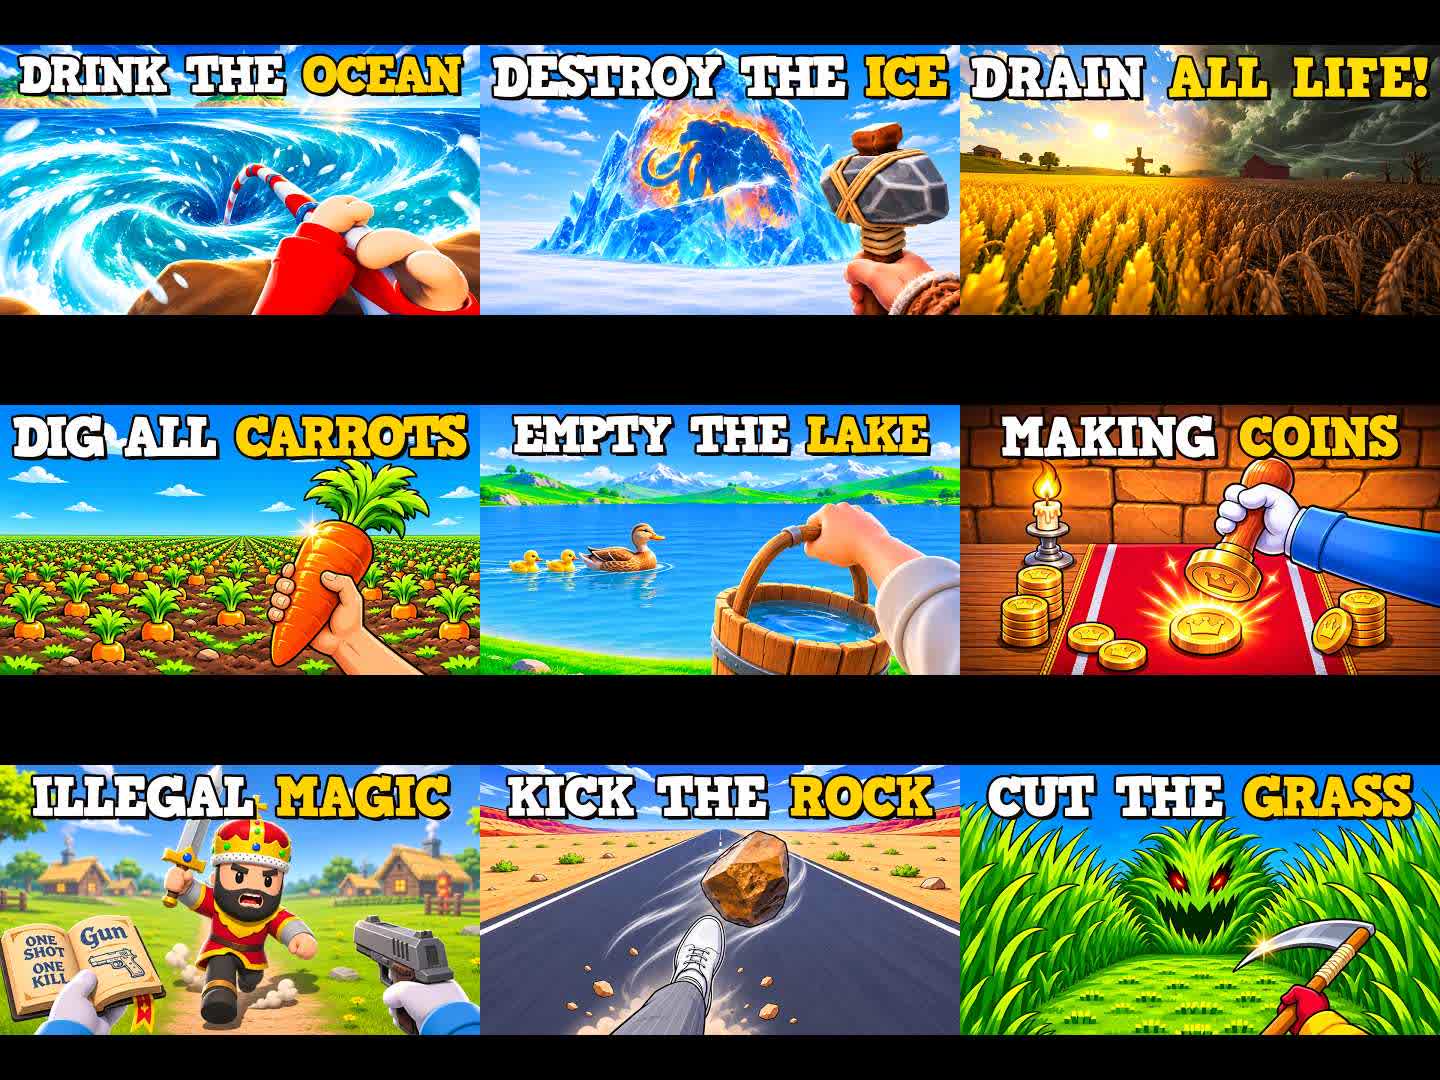 DRINK THE OCEAN
DESTROY THE ICE
DRAIN ALL LIFE!
DIG ALL CARROTS
EMPTY THE LAKE
MAKING COINS
ILLEGAL MAGIC
ONE
SHOT
ONE
KILL
Gun
KICK THE ROCK
CUT THE GRASS